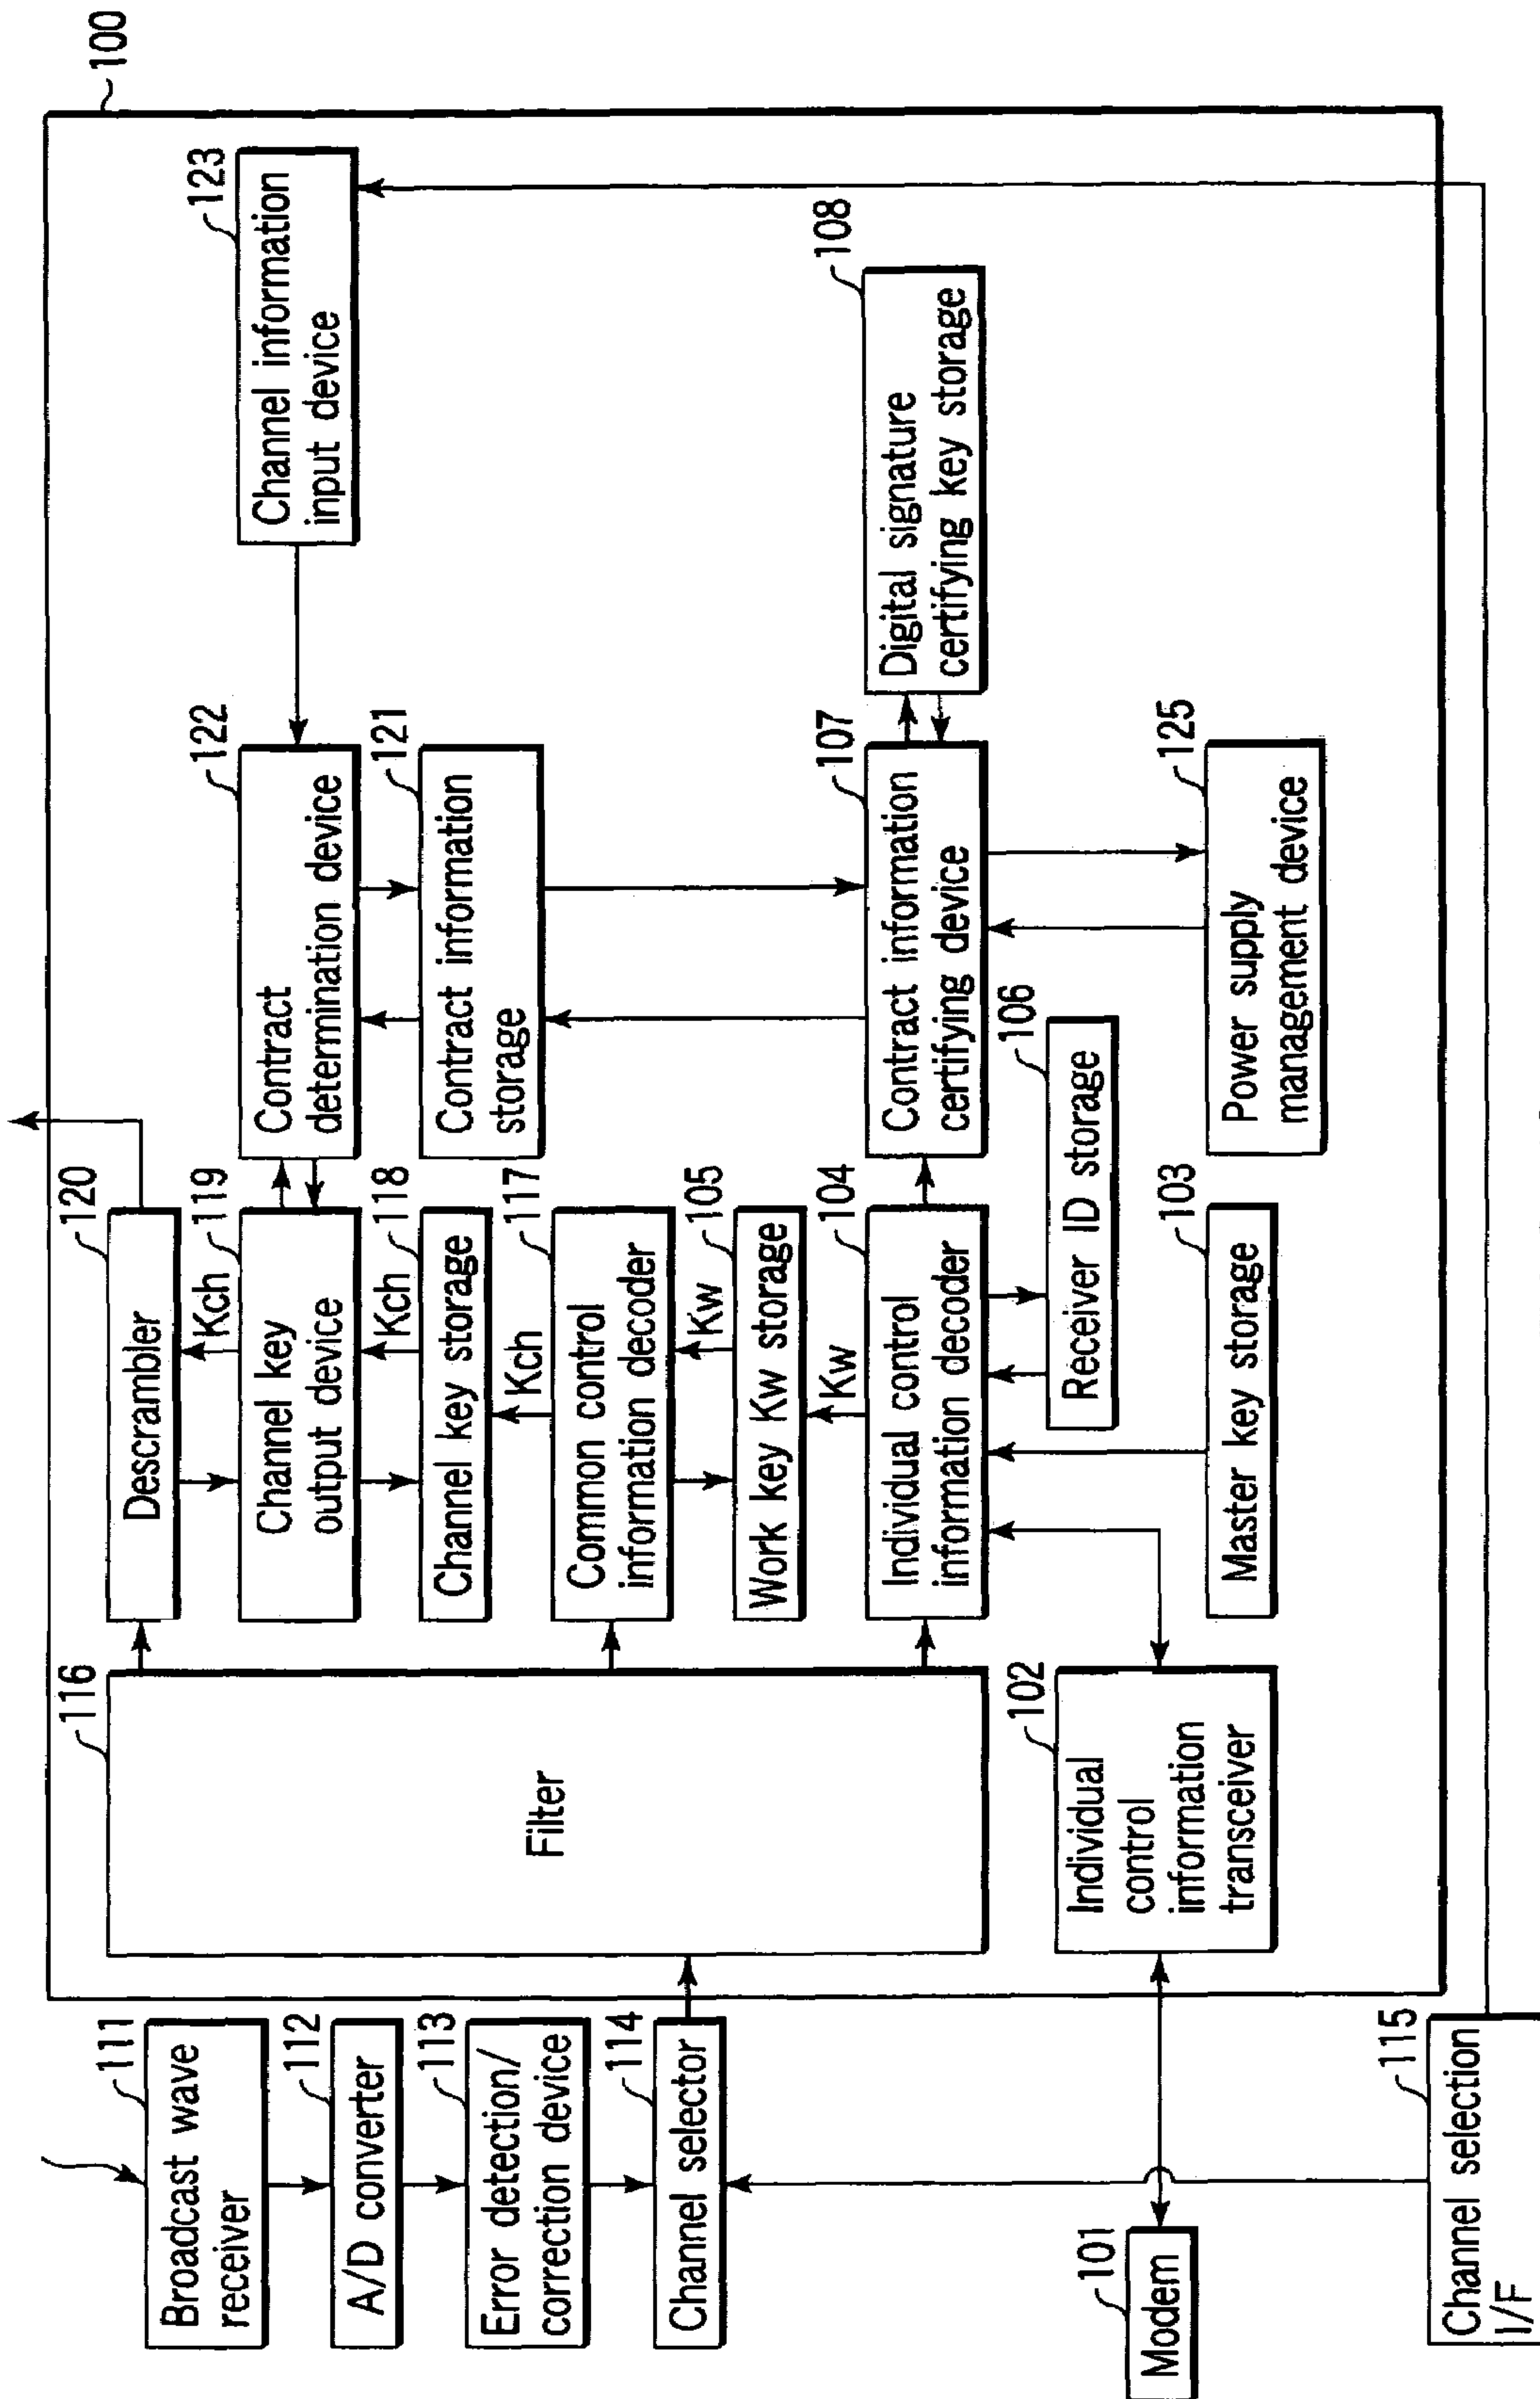 100
111
Broadcast wave
receiver
112
A/D converter
113
Error detection/
correction device
114
Channel selector
101
Modem
115
Channel selection
I/F
116
Filter
102
Individual
control
information
transceiver
120
Descrambler
Kch
119
Channel key
output device
Kch
118
Channel key storage
Kch
117
Common control
information decoder
Kw
105
Work key Kw storage
Kw
104
Individual control
information decoder
106
Receiver ID storage
103
Master key storage
122
Contract
determination device
121
Contract information
storage
107
Contract information
certifying device
125
Power supply
management device
123
Channel information
input device
108
Digital signature
certifying key storage